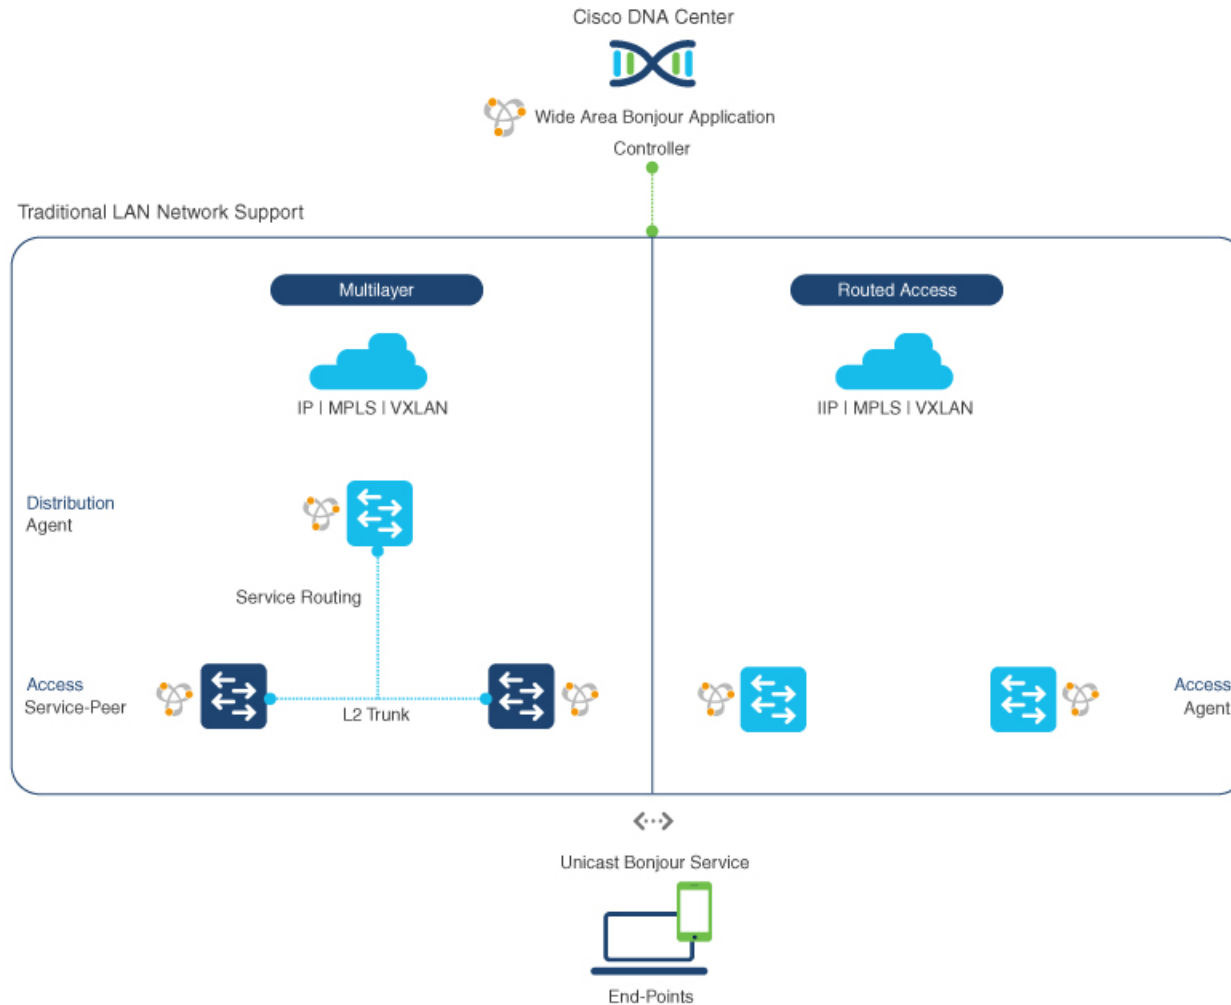 Cisco DNA Center
Wide Area Bonjour Application
Controller
Traditional LAN Network Support
Multilayer
Routed Access
IP | MPLS | VXLAN
IIP | MPLS | VXLAN
Distribution
Agent
Service Routing
Access
Service-Peer
L2 Trunk
Access
Agent
Unicast Bonjour Service
End-Points